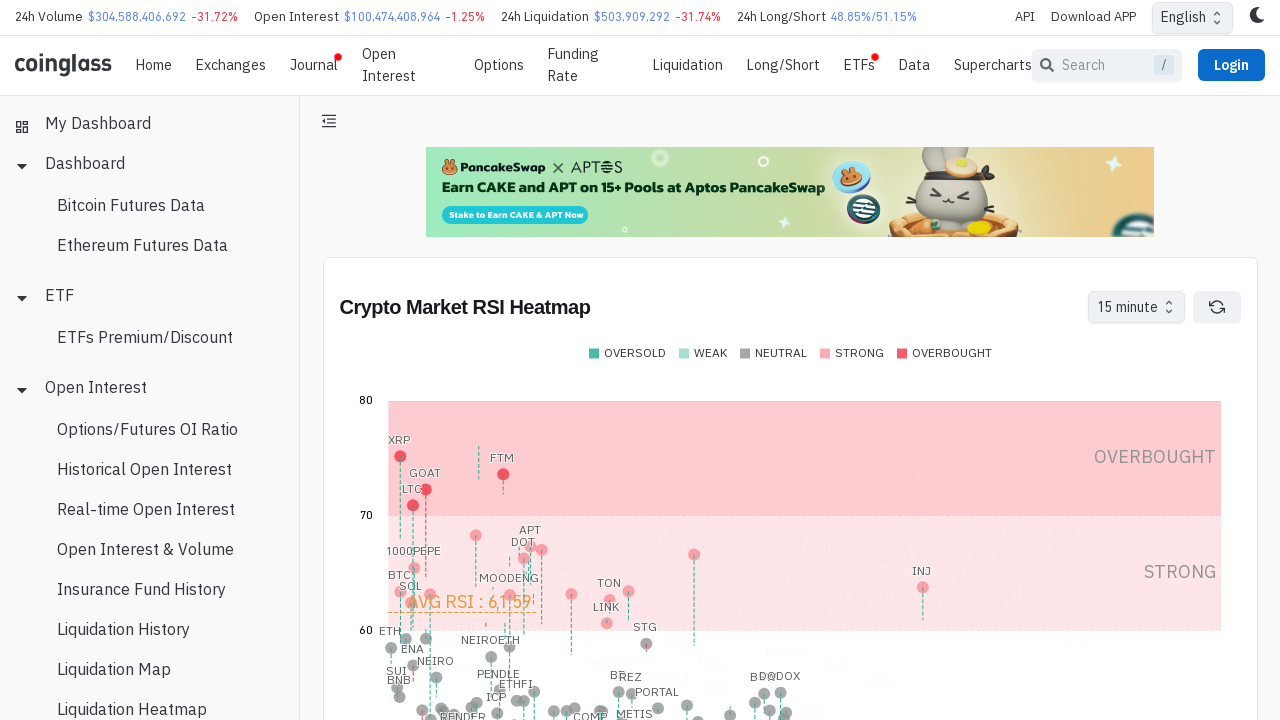 24h Volume $304,588,406,692 -31.72% Open Interest $100,474,408,964 -1.25% 24h Liquidation $503,909,292 -31.74% 24h Long/Short 48.85%/51.15% API Download APP English
coinglass Home Exchanges Journal Open Interest Options Funding Rate Liquidation Long/Short ETFs Data Supercharts Search / Login
My Dashboard
Dashboard
Bitcoin Futures Data
Ethereum Futures Data
ETF
ETFs Premium/Discount
Open Interest
Options/Futures OI Ratio
Historical Open Interest
Real-time Open Interest
Open Interest & Volume
Insurance Fund History
Liquidation History
Liquidation Map
Liquidation Heatmap
PancakeSwap × APTOS
Earn CAKE and APT on 15+ Pools at Aptos PancakeSwap
Stake to Earn CAKE & APT Now
Crypto Market RSI Heatmap
15 minute
OVERSOLD WEAK NEUTRAL STRONG OVERBOUGHT
80
XRP
OVERBOUGHT
FTM
GOAT
LTC
70
APT
DOT
1000PEPE
STRONG
INJ
BTC
MOODENG
SOL
TON
AVG RSI : 61.59
LINK
60
ETH
STG
NEIROETH
ENA
NEIRO
SUI
PENDLE
BNB
ETHFI
REZ
DYDX
PORTAL
ICP
METIS
RENDER
COMP